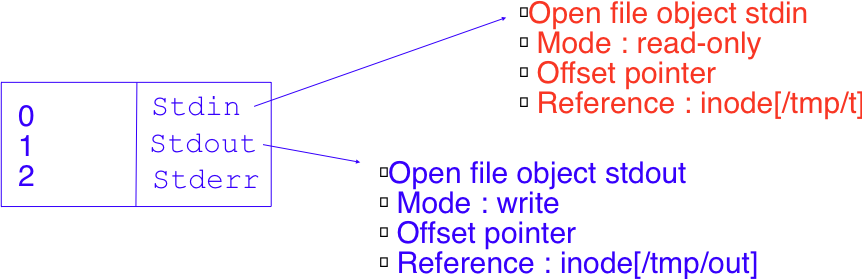 Open file object stdin
Mode : read-only
Offset pointer
Reference : inode[/tmp/t]
0 Stdin
1 Stdout
2 Stderr
Open file object stdout
Mode : write
Offset pointer
Reference : inode[/tmp/out]